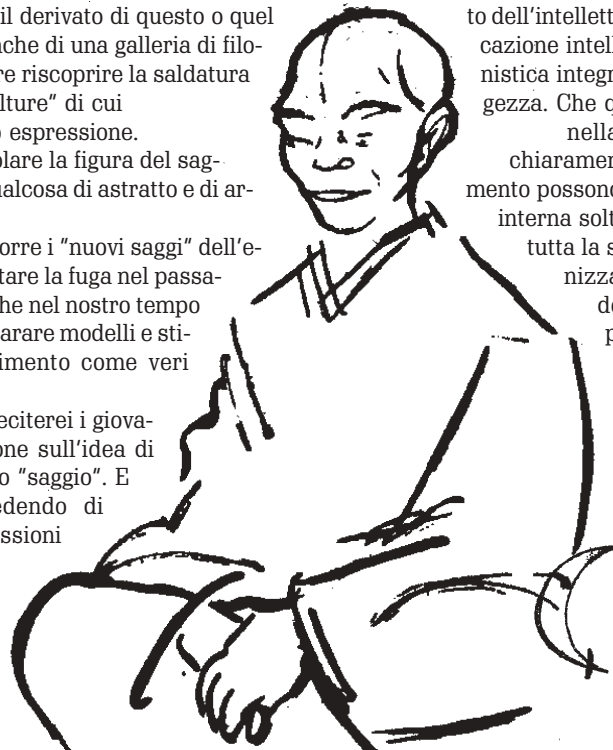 il derivato di questo o quel
nche di una galleria di filo-
re riscoprire la saldatura
lture” di cui
o espressione.
olare la figura del sag-
ualcosa di astratto e di ar-
orre i “nuovi saggi” dell’e-
tare la fuga nel passa-
he nel nostro tempo
arare modelli e sti-
imento come veri
eciterei i giova-
one sull’idea di
o “saggio”. E
edendo di
ssioni
to dell’intellett
cazione intell
nistica integr
gezza. Che q
nella
chiaramen
mento possono
interna solt
tutta la s
nizza
de
p